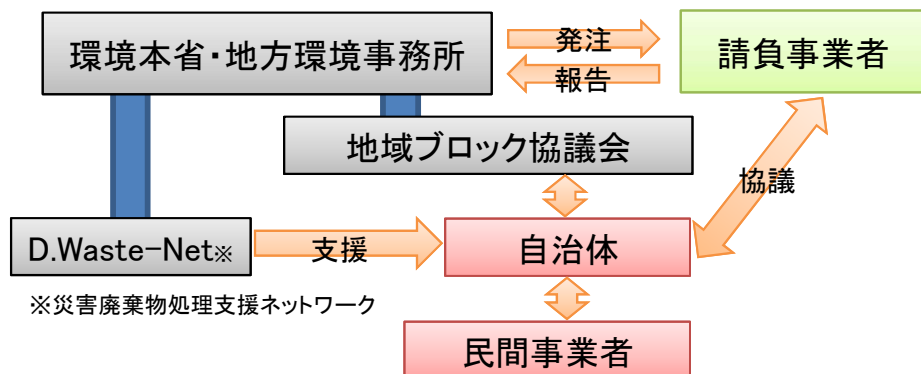 環境本省・地方環境事務所
発注
報告
請負事業者
地域ブロック協議会
協議
D.Waste-Net※
支援
自治体
※災害廃棄物処理支援ネットワーク
民間事業者